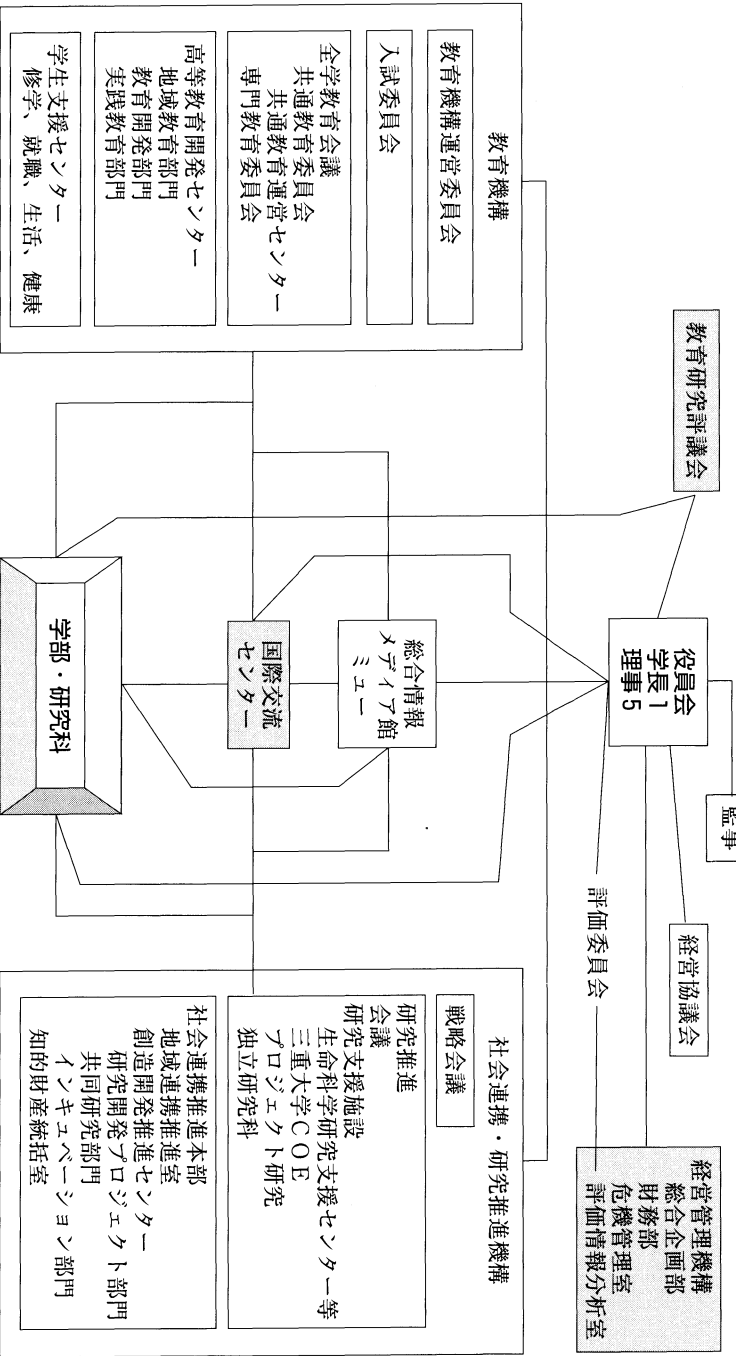 監事
役員会
学長1
理事5
経営協議会
教育研究評議会
評価委員会
経営管理機構
総合企画部
財務部
危機管理室
評価情報分析室
教育機構
教育機構運営委員会
入試委員会
全学教育会議
共通教育委員会
共通教育運営センター
専門教育委員会
高等教育開発センター
地域教育部門
教育開発部門
実践教育部門
学生支援センター
修学、就職、生活、健康
総合情報
メディア館
ミュー
国際交流
センター
学部・研究科
社会連携・研究推進機構
戦略会議
研究推進
会議
研究支援施設
生命科学研究支援センター等
三重大学COE
プロジェクト研究
独立研究科
社会連携推進本部
地域連携推進室
創造開発推進センター
研究開発プロジェクト部門
共同研究部門
インキュベーション部門
知的財産統括室